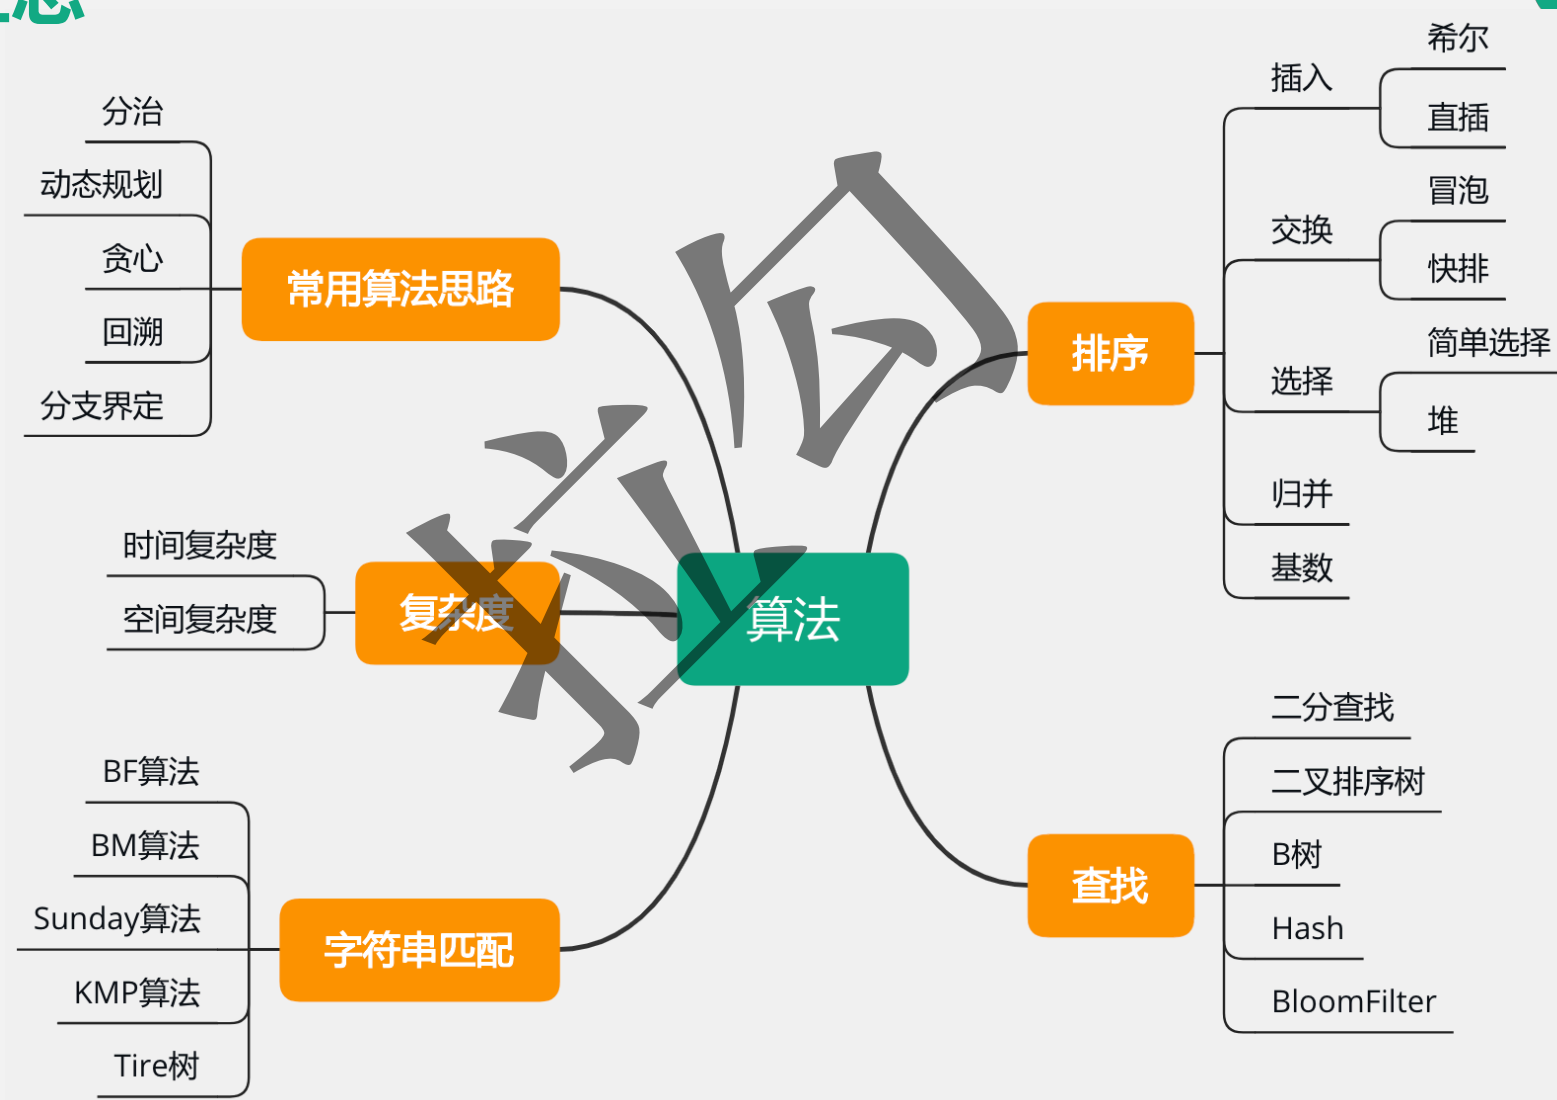 分治
动态规划
贪心
回溯
分支界定
常用算法思路
时间复杂度
空间复杂度
复杂度
BF算法
BM算法
Sunday算法
KMP算法
Tire树
字符串匹配
算法
排序
插入
希尔
直插
交换
冒泡
快排
选择
简单选择
堆
归并
基数
查找
二分查找
二叉排序树
B树
Hash
BloomFilter